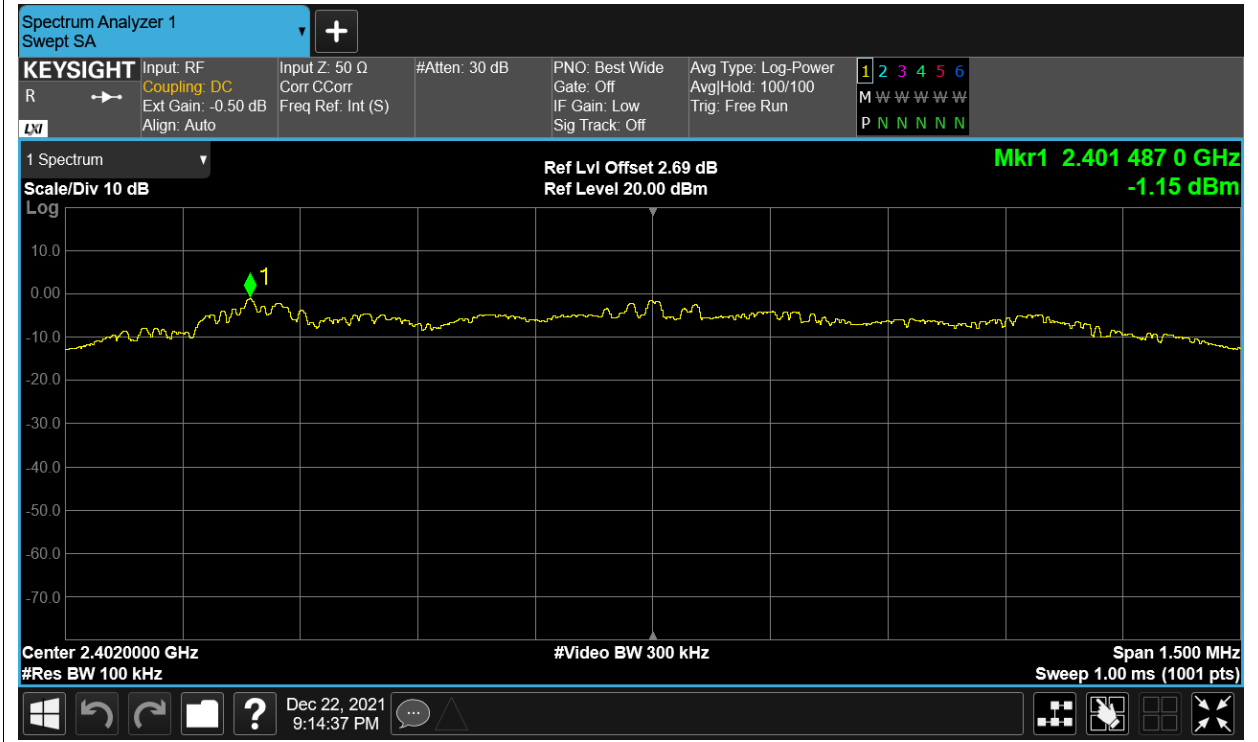 Spectrum Analyzer 1
Swept SA
+
KEYSIGHT
R
LXI
Input: RF
Coupling: DC
Ext Gain: -0.50 dB
Align: Auto
Input Z: 50 Ω
Corr CCorr
Freq Ref: Int (S)
#Atten: 30 dB
PNO: Best Wide
Gate: Off
IF Gain: Low
Sig Track: Off
Avg Type: Log-Power
Avg|Hold: 100/100
Trig: Free Run
1 2 3 4 5 6
M W W W W W
P N N N N N
1 Spectrum
Scale/Div 10 dB
Log
Ref Lvl Offset 2.69 dB
Ref Level 20.00 dBm
Mkr1 2.401 487 0 GHz
-1.15 dBm
1
10.0
0.00
-10.0
-20.0
-30.0
-40.0
-50.0
-60.0
-70.0
Center 2.4020000 GHz
#Res BW 100 kHz
#Video BW 300 kHz
Span 1.500 MHz
Sweep 1.00 ms (1001 pts)
?
Dec 22, 2021
9:14:37 PM